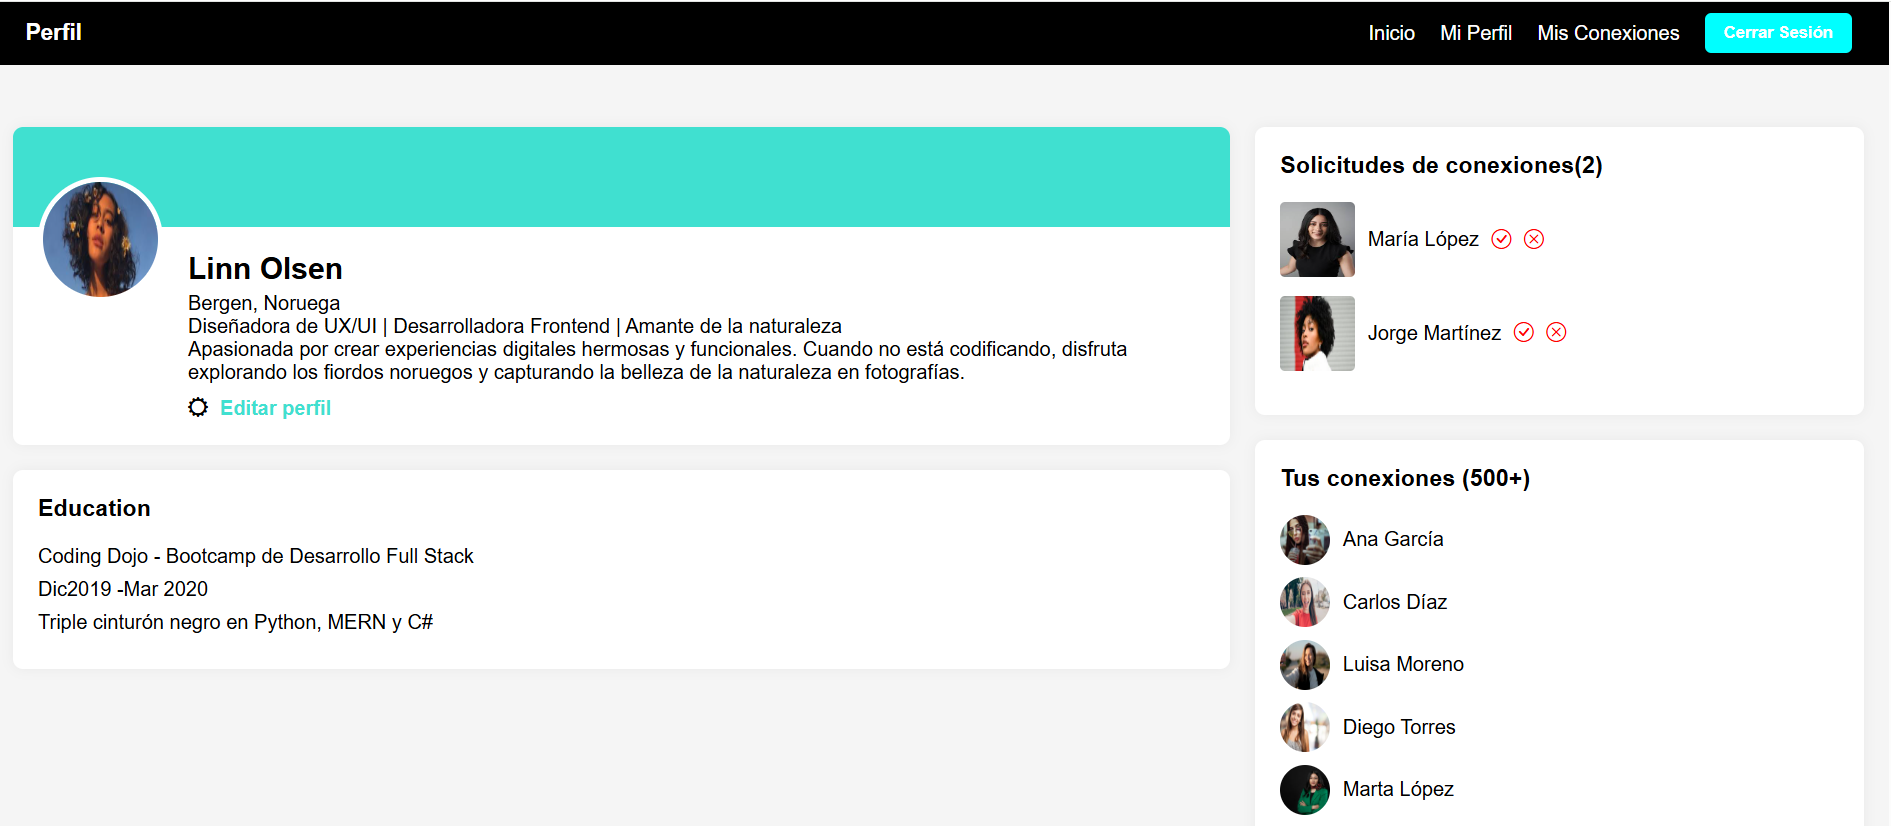 Perfil
Inicio
Mi Perfil
Mis Conexiones
Cerrar Sesión
Linn Olsen
Bergen, Noruega
Diseñadora de UX/UI | Desarrolladora Frontend | Amante de la naturaleza
Apasionada por crear experiencias digitales hermosas y funcionales. Cuando no está codificando, disfruta
explorando los fiordos noruegos y capturando la belleza de la naturaleza en fotografías.
Editar perfil
Education
Coding Dojo - Bootcamp de Desarrollo Full Stack
Dic2019 -Mar 2020
Triple cinturón negro en Python, MERN y C#
Solicitudes de conexiones(2)
María López
Jorge Martínez
Tus conexiones (500+)
Ana García
Carlos Díaz
Luisa Moreno
Diego Torres
Marta López